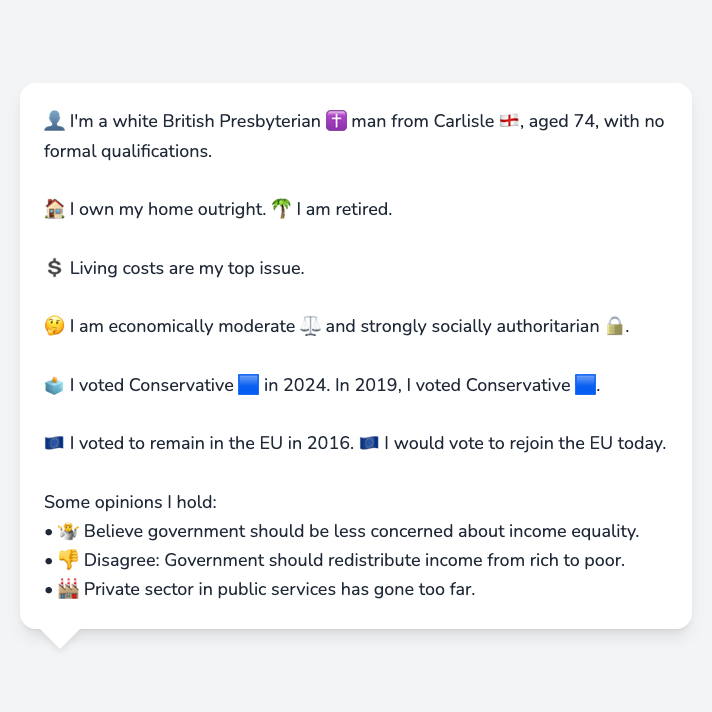 👤 I'm a white British Presbyterian ✝️ man from Carlisle 🏴󠁧󠁢󠁥󠁮󠁧󠁿, aged 74, with no
formal qualifications.
🏠 I own my home outright. 🌴 I am retired.
💲 Living costs are my top issue.
🤔 I am economically moderate ⚖️ and strongly socially authoritarian 🔒.
🗳️ I voted Conservative 🟦 in 2024. In 2019, I voted Conservative 🟦.
🇪🇺 I voted to remain in the EU in 2016. 🇪🇺 I would vote to rejoin the EU today.
Some opinions I hold:
• 🤷 Believe government should be less concerned about income equality.
• 👎 Disagree: Government should redistribute income from rich to poor.
• 🏭 Private sector in public services has gone too far.